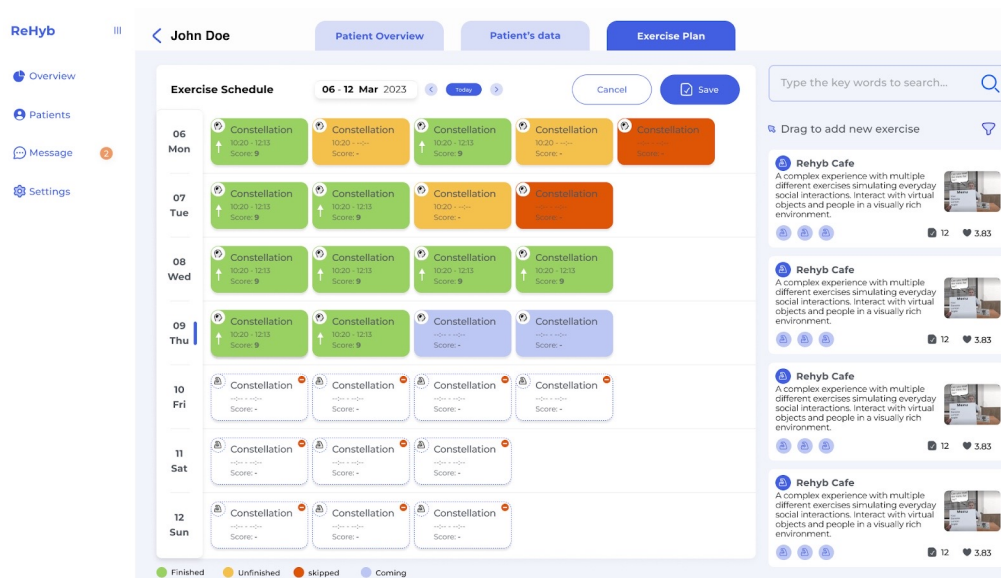 ReHyb
John Doe
Patient Overview
Patient's data
Exercise Plan
Overview
Patients
Message
2
Settings
Exercise Schedule
06 - 12 Mar 2023
Today
Cancel
Save
Type the key words to search...
Drag to add new exercise
06
Mon
Constellation
10:20 - 12:13
Score: 9
Constellation
10:20 - --:--
Score: -
Constellation
10:20 - 12:13
Score: 9
Constellation
10:20 - --:--
Score: -
Constellation
--:-- - --:--
Score: -
07
Tue
Constellation
10:20 - 12:13
Score: 9
Constellation
10:20 - 12:13
Score: 9
Constellation
10:20 - --:--
Score: -
Constellation
--:-- - --:--
Score: -
08
Wed
Constellation
10:20 - 12:13
Score: 9
Constellation
10:20 - 12:13
Score: 9
Constellation
10:20 - 12:13
Score: 9
Constellation
10:20 - 12:13
Score: 9
09
Thu
Constellation
10:20 - 12:13
Score: 9
Constellation
10:20 - 12:13
Score: 9
Constellation
--:-- - --:--
Score: -
Constellation
--:-- - --:--
Score: -
10
Fri
Constellation
--:-- - --:--
Score: -
Constellation
--:-- - --:--
Score: -
Constellation
--:-- - --:--
Score: -
Constellation
--:-- - --:--
Score: -
11
Sat
Constellation
--:-- - --:--
Score: -
Constellation
--:-- - --:--
Score: -
Constellation
--:-- - --:--
Score: -
12
Sun
Constellation
--:-- - --:--
Score: -
Constellation
--:-- - --:--
Score: -
Constellation
--:-- - --:--
Score: -
Finished
Unfinished
skipped
Coming
Rehyb Cafe
A complex experience with multiple
different exercises simulating everyday
social interactions. Interact with virtual
objects and people in a visually rich
environment.
Menu
12
3.83
Rehyb Cafe
A complex experience with multiple
different exercises simulating everyday
social interactions. Interact with virtual
objects and people in a visually rich
environment.
Menu
12
3.83
Rehyb Cafe
A complex experience with multiple
different exercises simulating everyday
social interactions. Interact with virtual
objects and people in a visually rich
environment.
Menu
12
3.83
Rehyb Cafe
A complex experience with multiple
different exercises simulating everyday
social interactions. Interact with virtual
objects and people in a visually rich
environment.
Menu
12
3.83